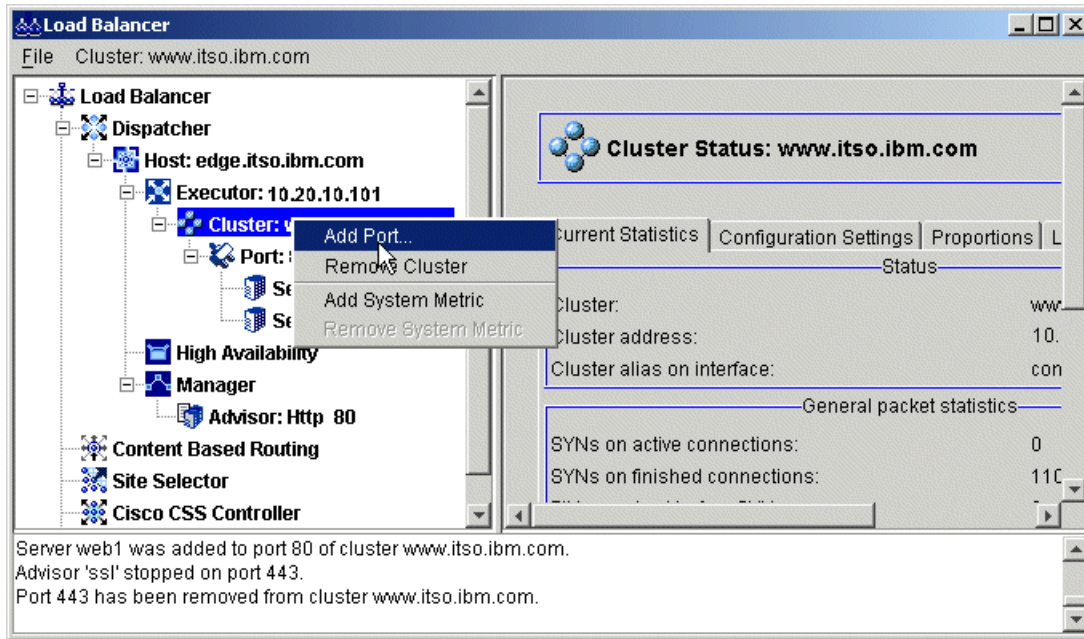 Load Balancer
File Cluster: www.itso.ibm.com
Load Balancer
Dispatcher
Host: edge.itso.ibm.com
Executor: 10.20.10.101
Cluster:
Port:
High Availability
Manager
Advisor: Http 80
Content Based Routing
Site Selector
Cisco CSS Controller
Add Port...
Remove Cluster
Add System Metric
Remove System Metric
Cluster Status: www.itso.ibm.com
Current Statistics Configuration Settings Proportions L
Status
Cluster: www
Cluster address: 10.
Cluster alias on interface: con
General packet statistics
SYNs on active connections: 0
SYNs on finished connections: 110
Server web1 was added to port 80 of cluster www.itso.ibm.com.
Advisor 'ssl' stopped on port 443.
Port 443 has been removed from cluster www.itso.ibm.com.